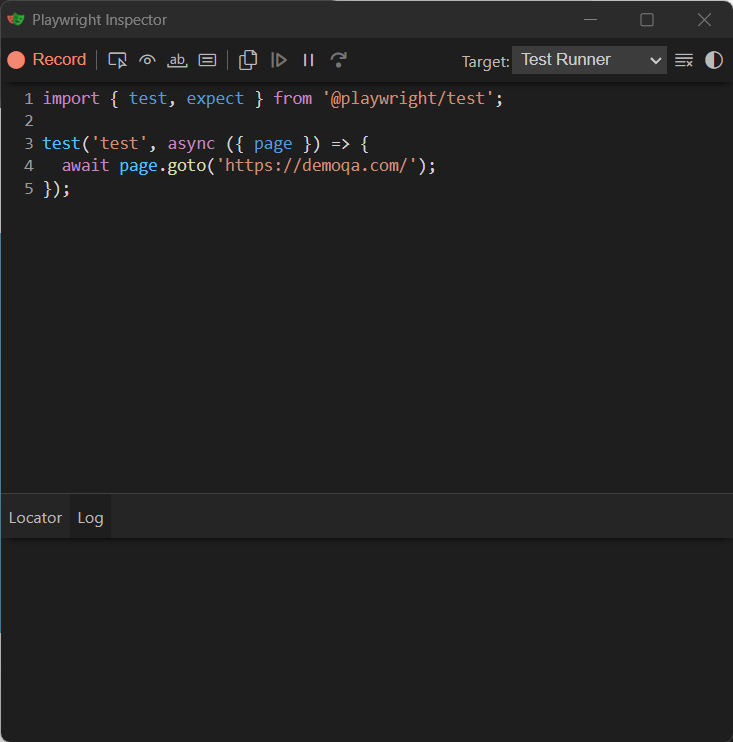 Playwright Inspector
Record ab Target: Test Runner
1 import { test, expect } from '@playwright/test';
2
3 test('test', async ({ page }) => {
4   await page.goto('https://demoqa.com/');
5 });
Locator Log